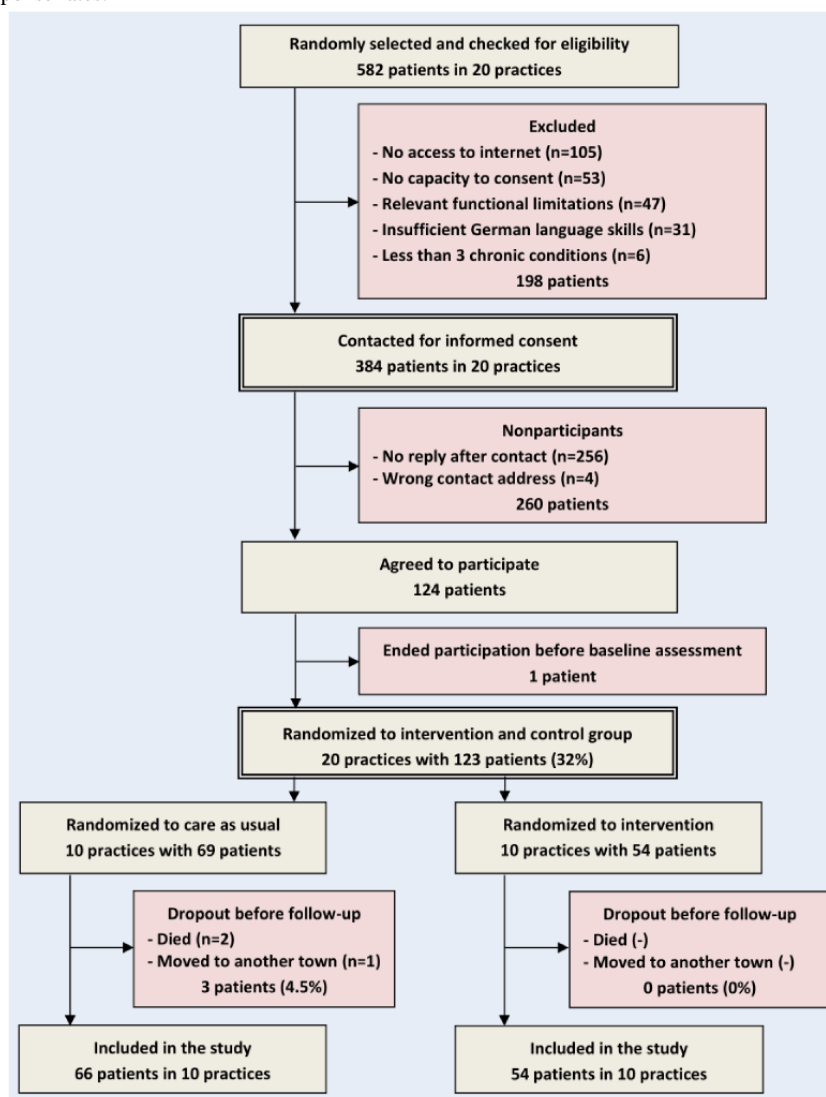 Randomly selected and checked for eligibility
582 patients in 20 practices
Excluded
- No access to internet (n=105)
- No capacity to consent (n=53)
- Relevant functional limitations (n=47)
- Insufficient German language skills (n=31)
- Less than 3 chronic conditions (n=6)
198 patients
Contacted for informed consent
384 patients in 20 practices
Nonparticipants
- No reply after contact (n=256)
- Wrong contact address (n=4)
260 patients
Agreed to participate
124 patients
Ended participation before baseline assessment
1 patient
Randomized to intervention and control group
20 practices with 123 patients (32%)
Randomized to care as usual
10 practices with 69 patients
Randomized to intervention
10 practices with 54 patients
Dropout before follow-up
- Died (n=2)
- Moved to another town (n=1)
3 patients (4.5%)
Dropout before follow-up
- Died (-)
- Moved to another town (-)
0 patients (0%)
Included in the study
66 patients in 10 practices
Included in the study
54 patients in 10 practices